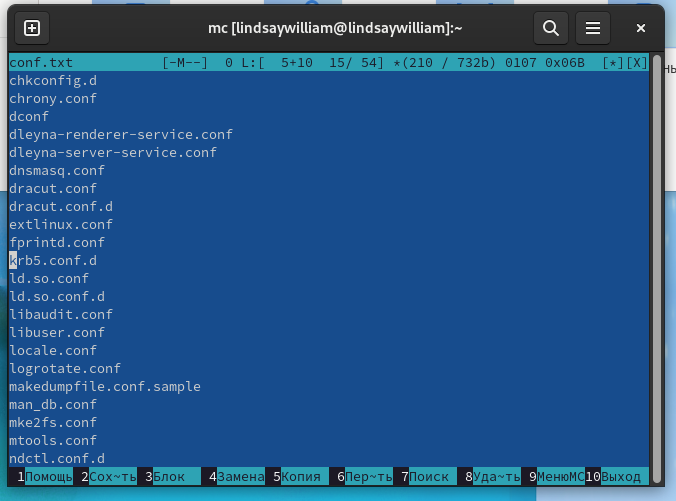 mc [lindsaywilliam@lindsaywilliam]:~
conf.txt [-M--] 0 L:[ 5+10 15/ 54] *(210 / 732b) 0107 0x06B [*][X]
chkconfig.d
chrony.conf
dconf
dleyna-renderer-service.conf
dleyna-server-service.conf
dnsmasq.conf
dracut.conf
dracut.conf.d
extlinux.conf
fprintd.conf
krb5.conf.d
ld.so.conf
ld.so.conf.d
libaudit.conf
libuser.conf
locale.conf
logrotate.conf
makedumpfile.conf.sample
man_db.conf
mke2fs.conf
mtools.conf
ndctl.conf.d
1Помощь 2Сох~ть 3Блок 4Замена 5Копия 6Пер~ть 7Поиск 8Уда~ть 9МенюMC 10Выход